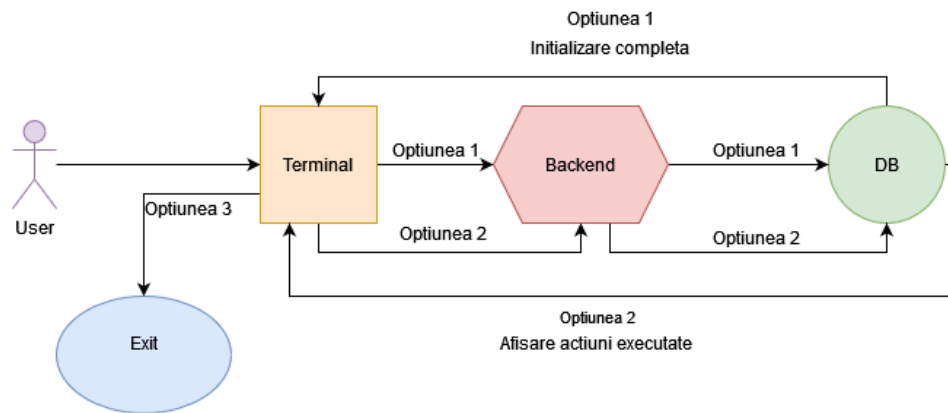 Optiunea 1
Initializare completa
Terminal
Optiunea 1
Backend
Optiunea 1
DB
User
Optiunea 3
Optiunea 2
Optiunea 2
Exit
Optiunea 2
Afisare actiuni executate